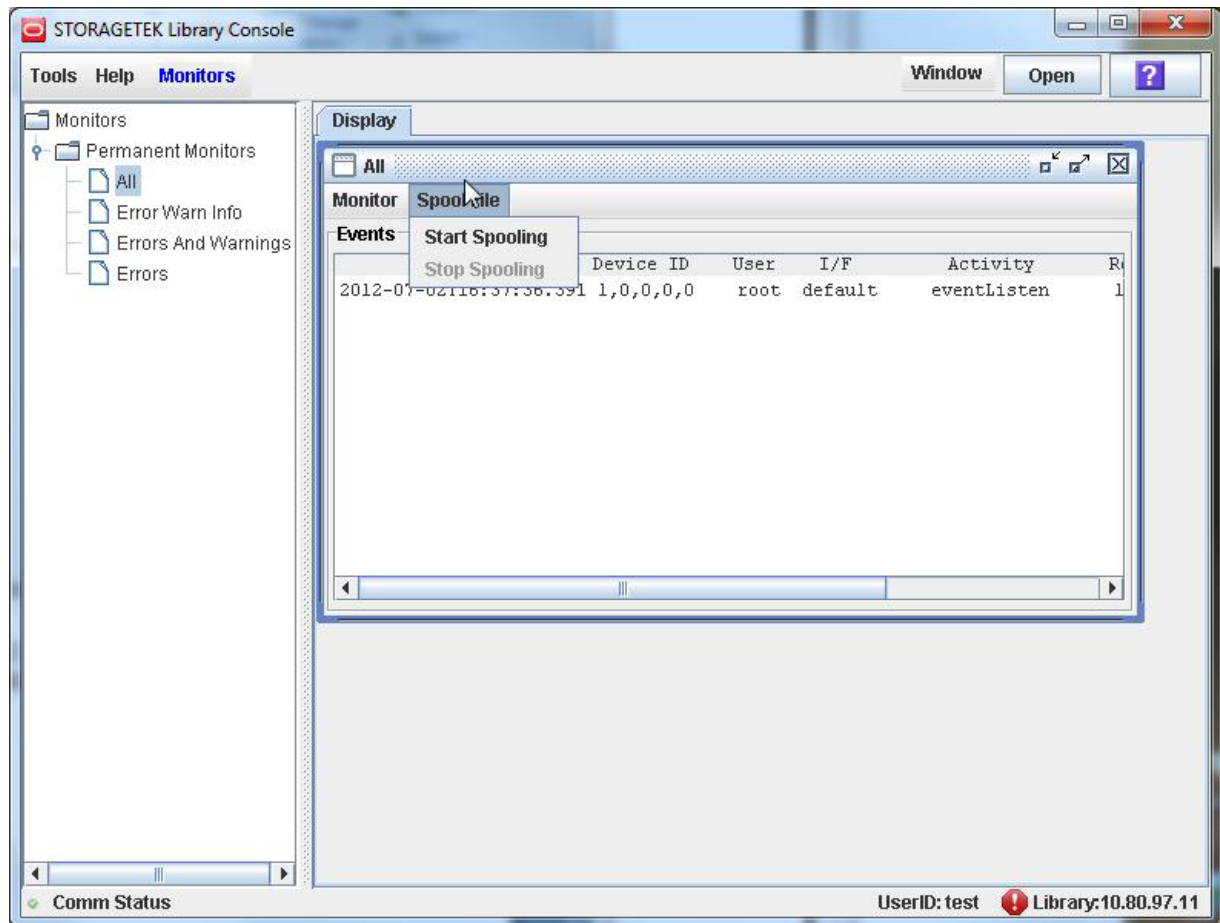 STORAGETEK Library Console
Tools Help Monitors Window Open ?
Monitors
Permanent Monitors
All
Error Warn Info
Errors And Warnings
Errors
Display
All
Monitor
Start Spooling
Stop Spooling
Events
Device ID User I/F Activity
1,0,0,0,0 root default eventListen 1
Comm Status UserID: test Library:10.80.97.11